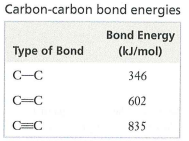 Carbon-carbon bond energies
Type of Bond Bond Energy (kJ/mol)
C—C 346
C=C 602
C≡C 835